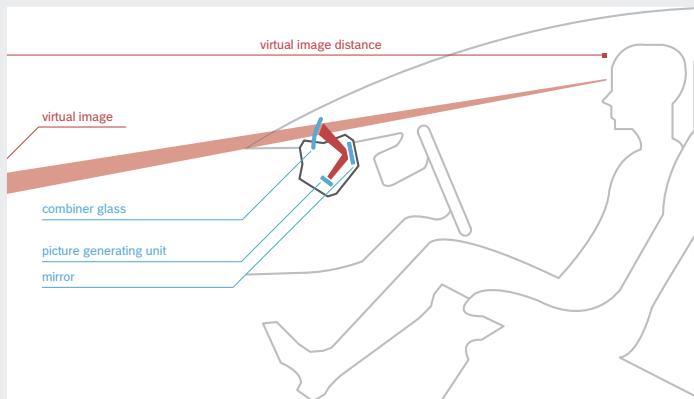 virtual image distance
virtual image
combiner glass
picture generating unit
mirror